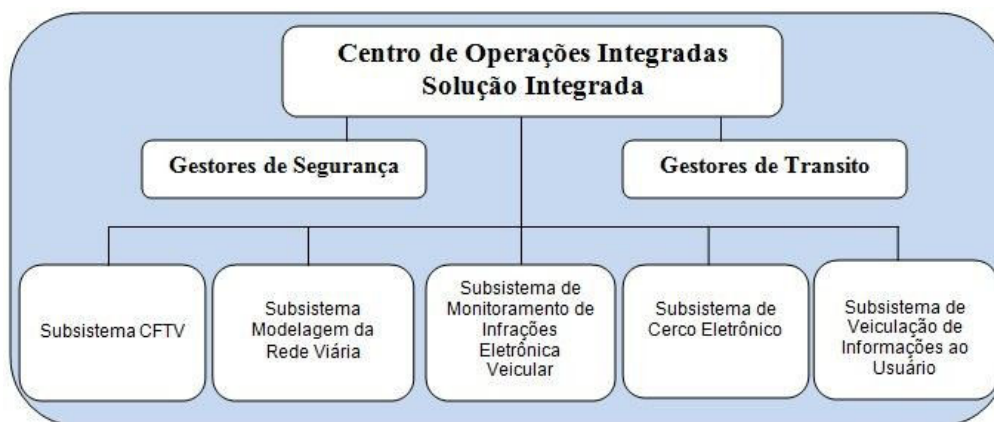 Centro de Operações Integradas
Solução Integrada
Gestores de Segurança
Gestores de Transito
Subsistema CFTV
Subsistema
Modelagem da
Rede Viária
Subsistema de
Monitoramento de
Infrações
Eletrônica
Veicular
Subsistema de
Cerco Eletrônico
Subsistema de
Veiculação de
Informações ao
Usuário